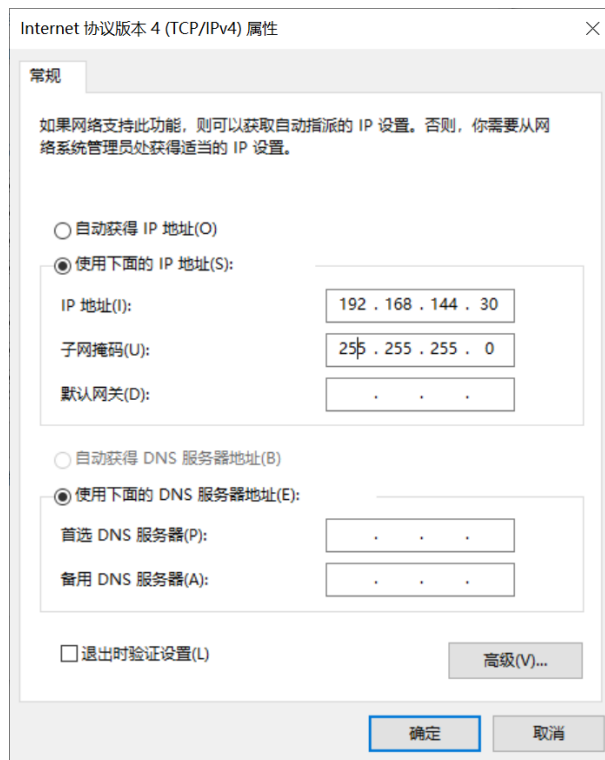 Internet 协议版本 4 (TCP/IPv4) 属性
常规
如果网络支持此功能，则可以获取自动指派的 IP 设置。否则，你需要从网
络系统管理员处获得适当的 IP 设置。
自动获得 IP 地址(O)
使用下面的 IP 地址(S):
IP 地址(I): 192 . 168 . 144 . 30
子网掩码(U): 255 . 255 . 255 . 0
默认网关(D): . . .
自动获得 DNS 服务器地址(B)
使用下面的 DNS 服务器地址(E):
首选 DNS 服务器(P): . . .
备用 DNS 服务器(A): . . .
退出时验证设置(L)
高级(V)...
确定 取消